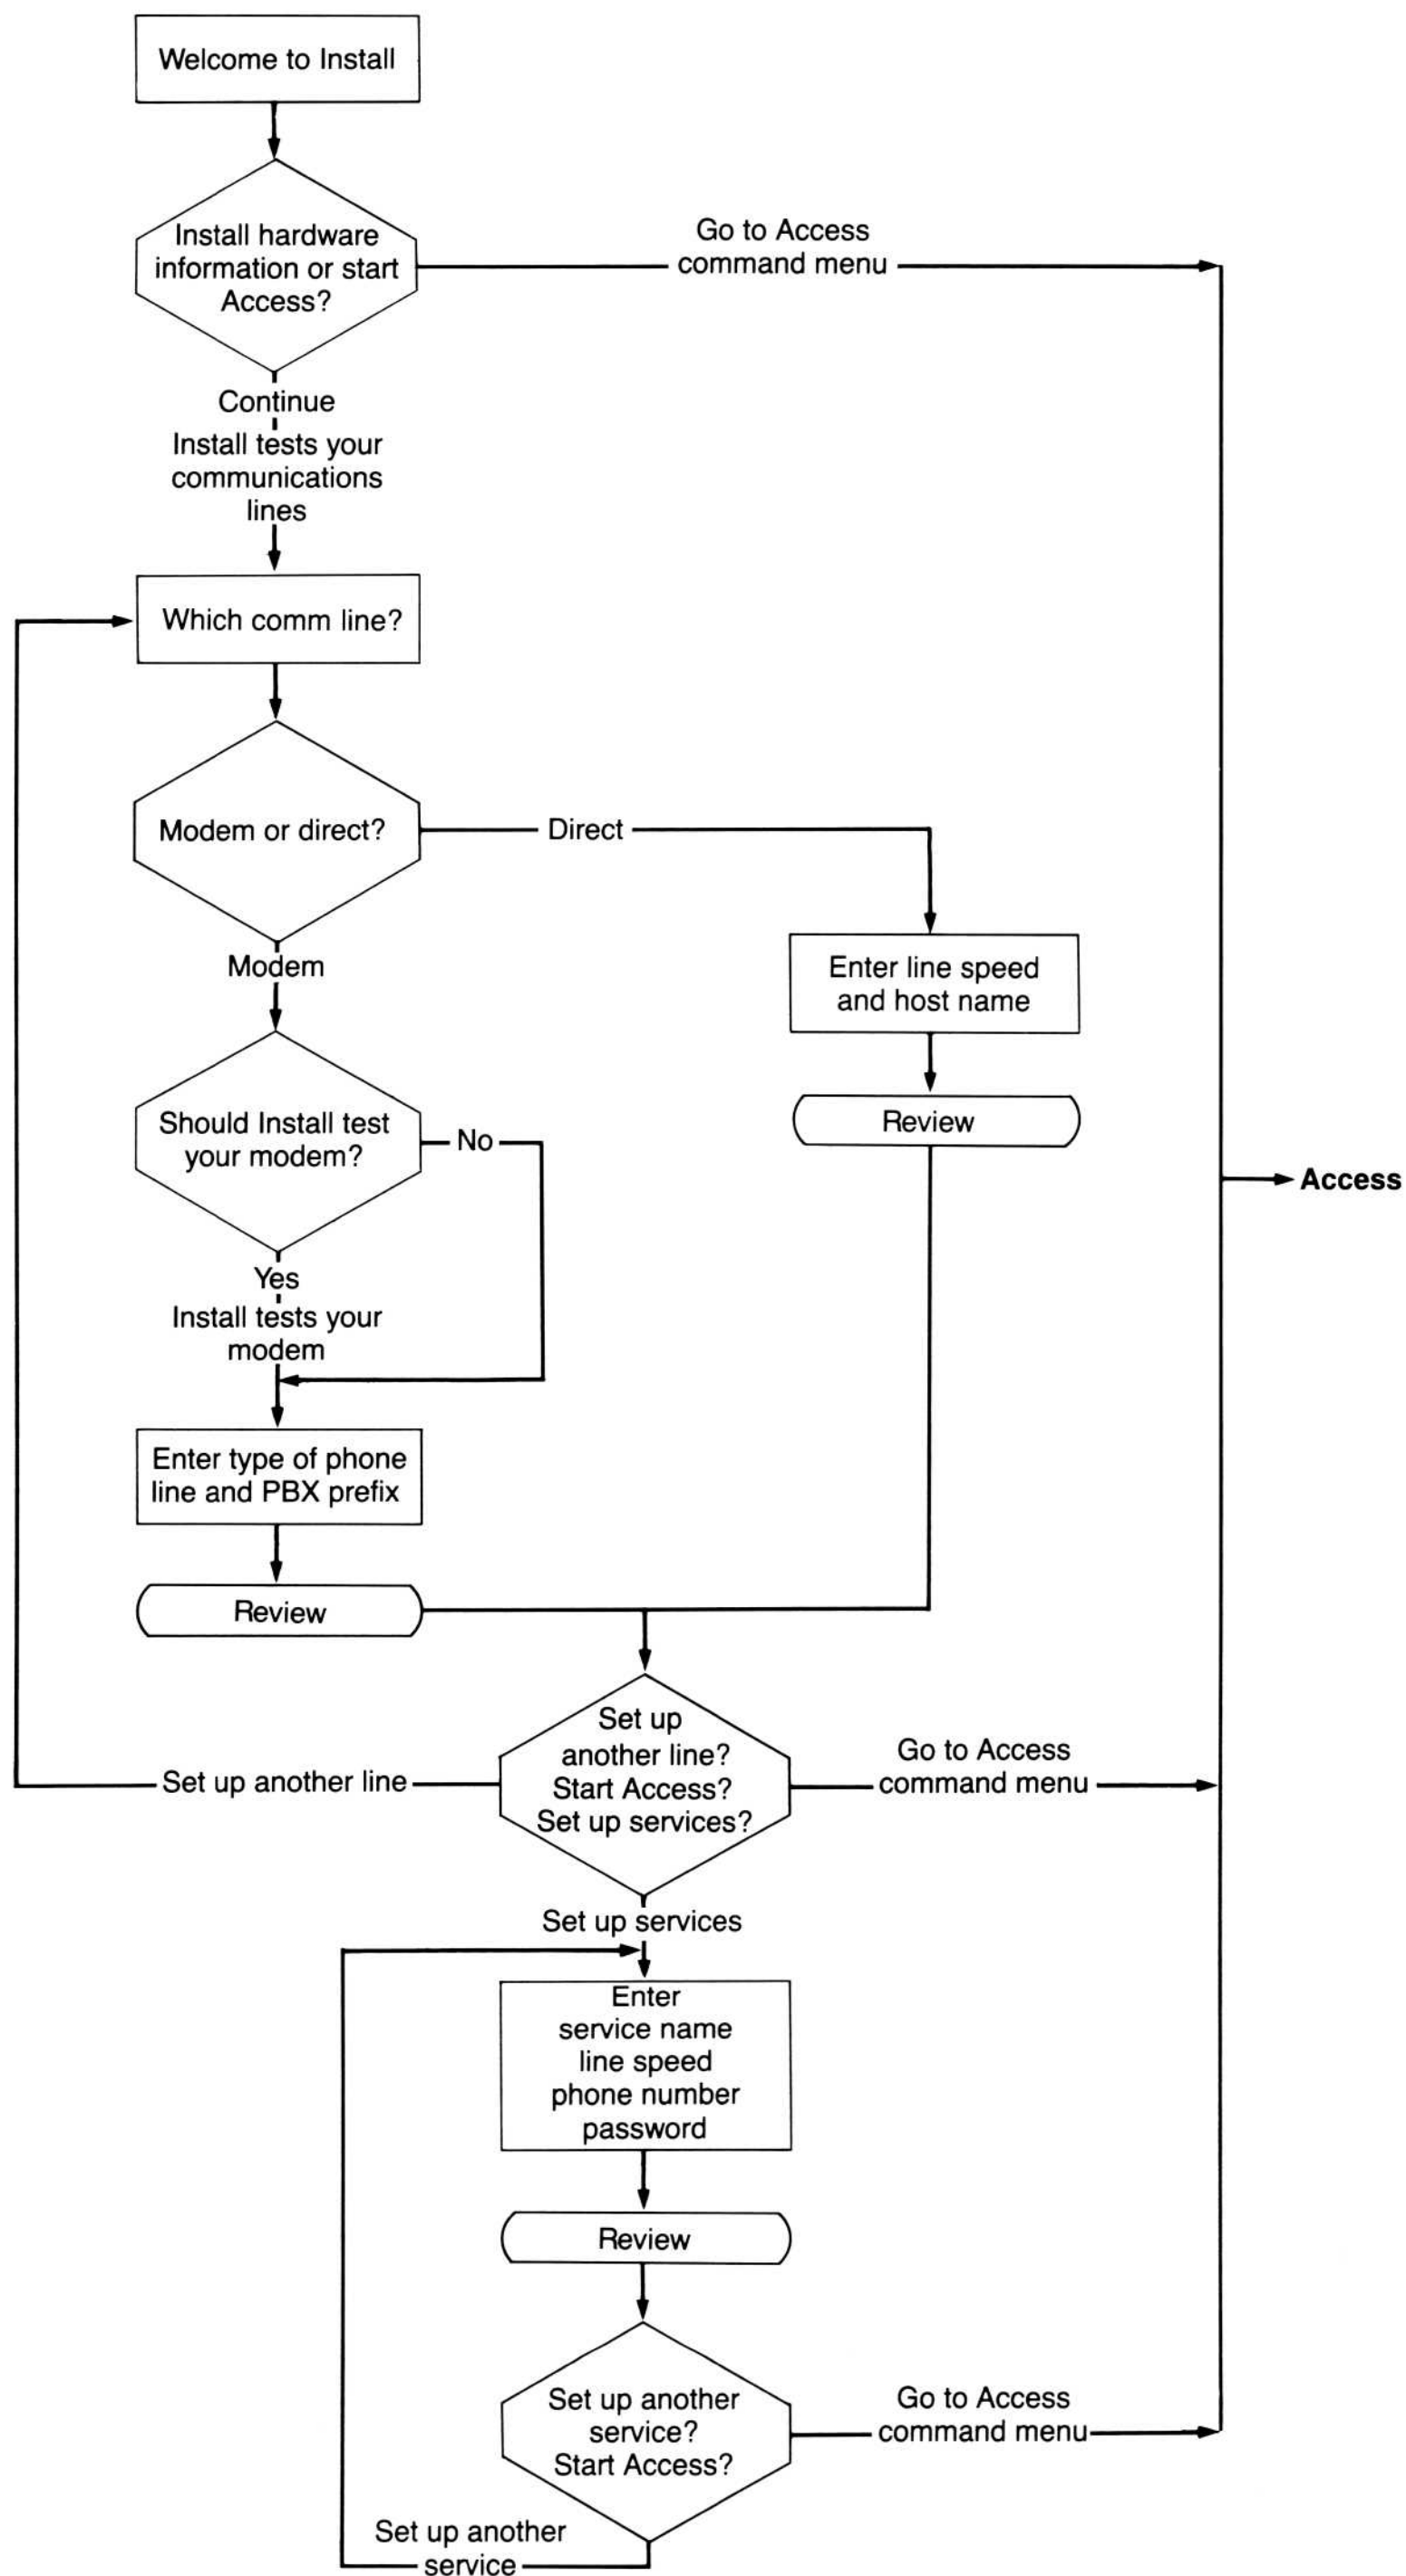 Welcome to Install
Install hardware
information or start
Access?
Go to Access
command menu
Continue
Install tests your
communications
lines
Which comm line?
Modem or direct?
Direct
Modem
Enter line speed
and host name
Should Install test
your modem?
No
Review
Access
Yes
Install tests your
modem
Enter type of phone
line and PBX prefix
Review
Set up
another line?
Start Access?
Set up services?
Set up another line
Go to Access
command menu
Set up services
Enter
service name
line speed
phone number
password
Review
Set up another
service?
Start Access?
Go to Access
command menu
Set up another
service